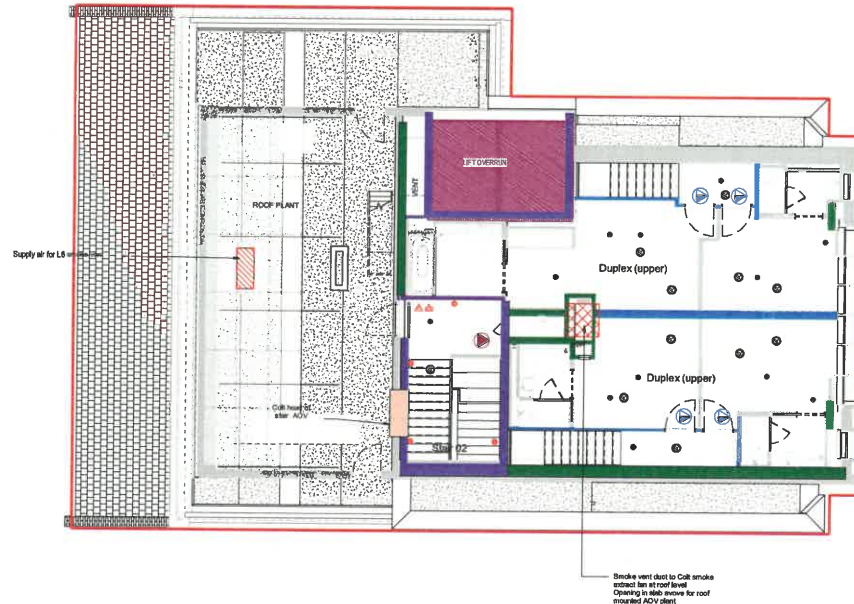 LIFT OVERRUN
VENT
ROOF PLANT
Supply air for L6
Duplex (upper)
Duplex (upper)
Colt head of
stair AOV
Stair 02
Smoke vent duct to Colt smoke
extract fan at roof level
Opening in slab above for roof
mounted AOV plant